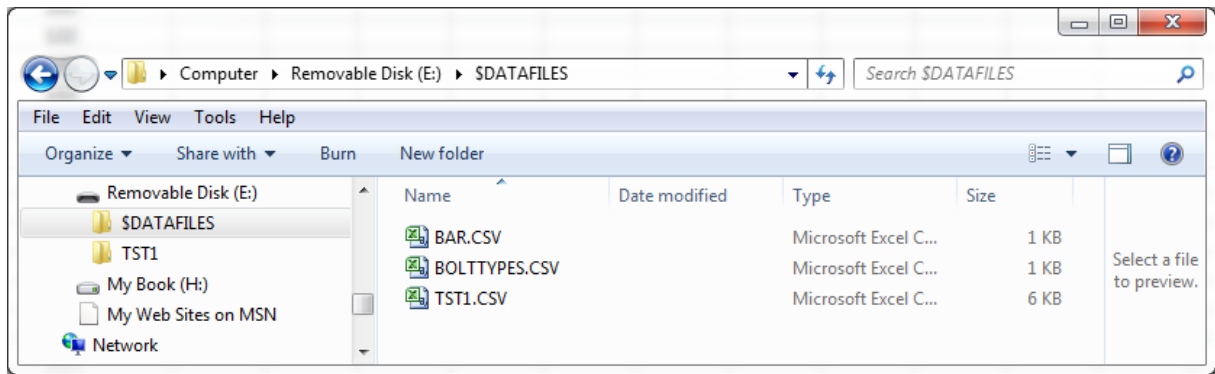 Computer Removable Disk (E:) $DATAFILES Search $DATAFILES
File Edit View Tools Help
Organize Share with Burn New folder
Removable Disk (E:)
$DATAFILES
TST1
My Book (H:)
My Web Sites on MSN
Network
Name Date modified Type Size
BAR.CSV Microsoft Excel C... 1 KB
BOLTTYPES.CSV Microsoft Excel C... 1 KB
TST1.CSV Microsoft Excel C... 6 KB
Select a file
to preview.